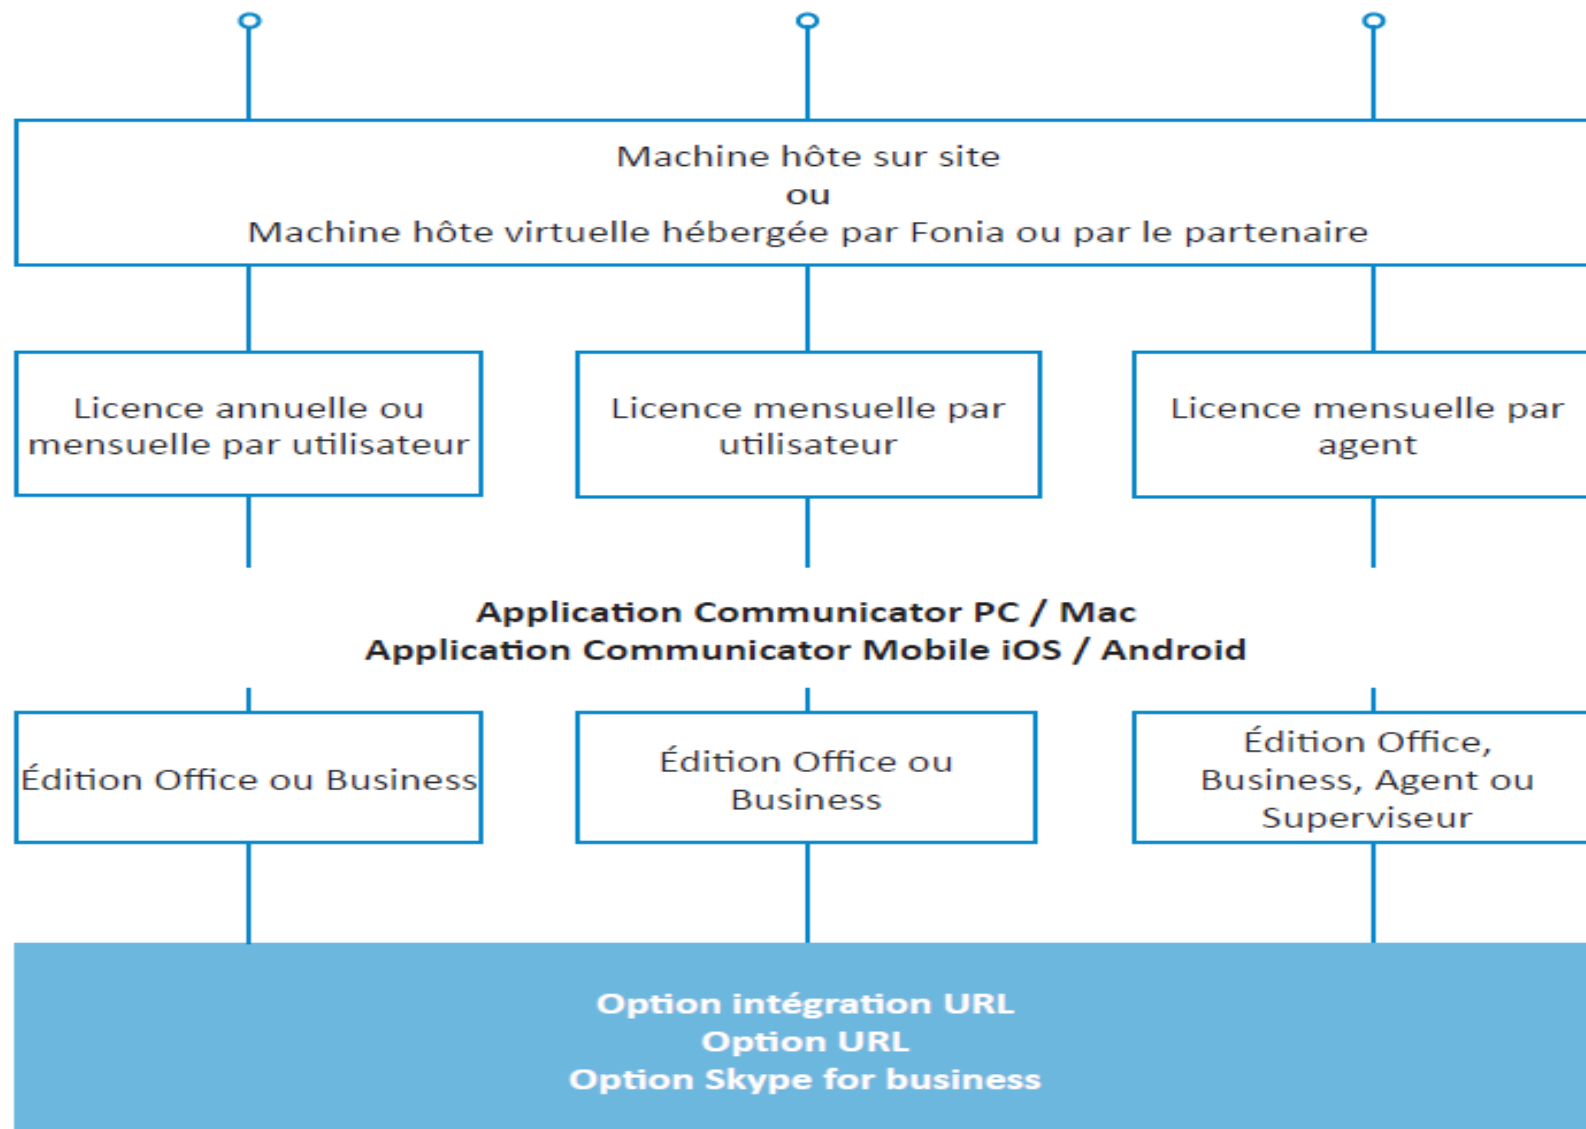 Machine hôte sur site
ou
Machine hôte virtuelle hébergée par Fonia ou par le partenaire
Licence annuelle ou
mensuelle par utilisateur
Licence mensuelle par
utilisateur
Licence mensuelle par
agent
Application Communicator PC / Mac
Application Communicator Mobile iOS / Android
Édition Office ou Business
Édition Office ou
Business
Édition Office,
Business, Agent ou
Superviseur
Option intégration URL
Option URL
Option Skype for business